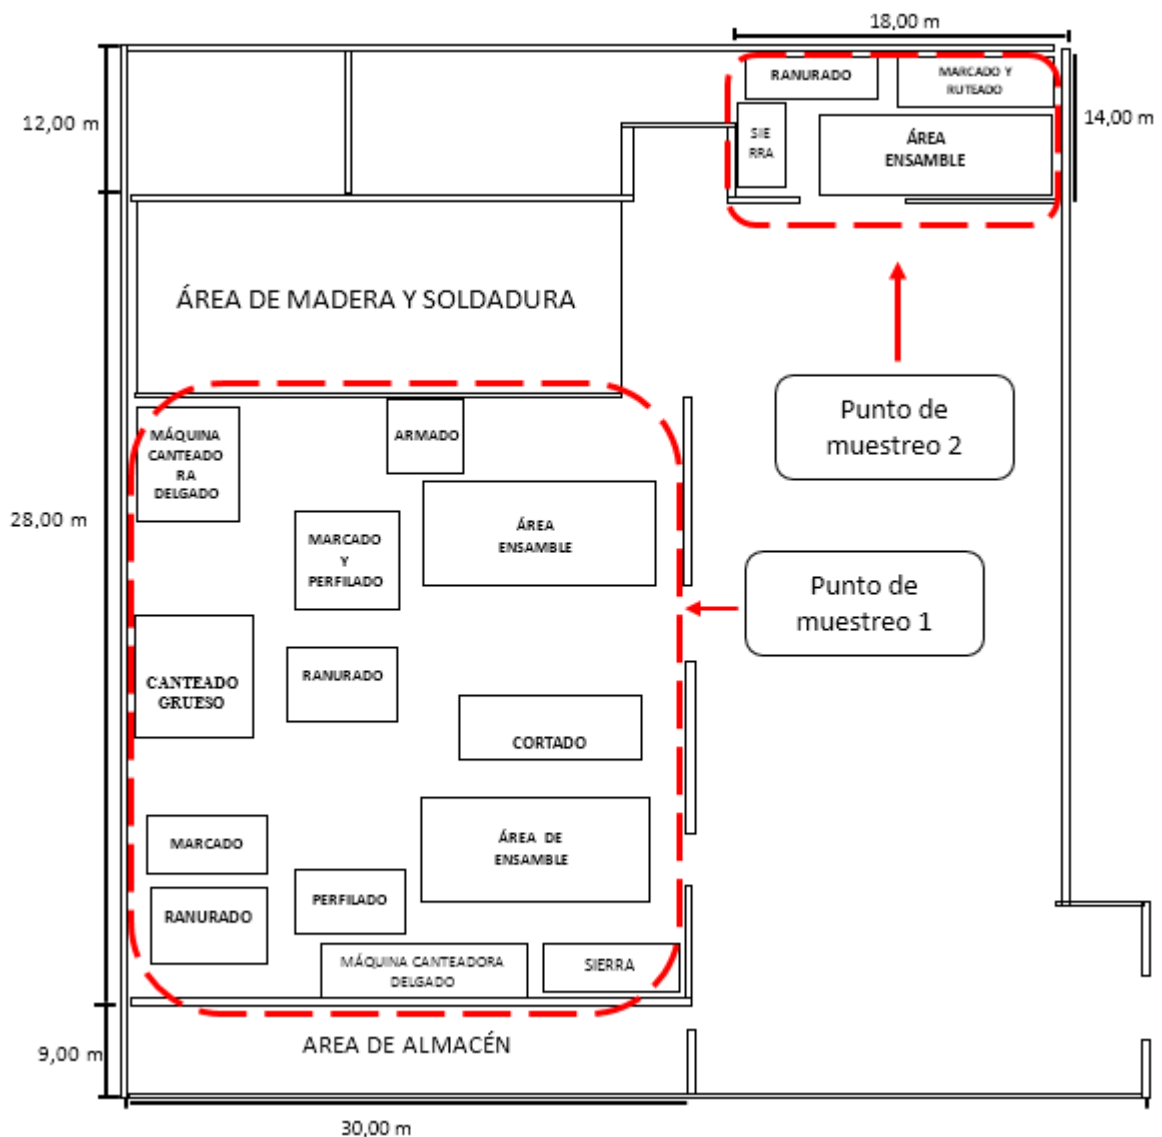 18,00 m
RANURADO
MARCADO Y
RUTEADO
12,00 m
14,00 m
SIE
RRA
ÁREA
ENSAMBLE
ÁREA DE MADERA Y SOLDADURA
Punto de
muestreo 2
MÁQUINA
CANTEADO
RA
DELGADO
ARMADO
28,00 m
MARCADO
Y
PERFILADO
ÁREA
ENSAMBLE
Punto de
muestreo 1
CANTEADO
GRUESO
RANURADO
CORTADO
MARCADO
ÁREA DE
ENSAMBLE
RANURADO
PERFILADO
MÁQUINA CANTEADORA
DELGADO
SIERRA
9,00 m
AREA DE ALMACÉN
30,00 m